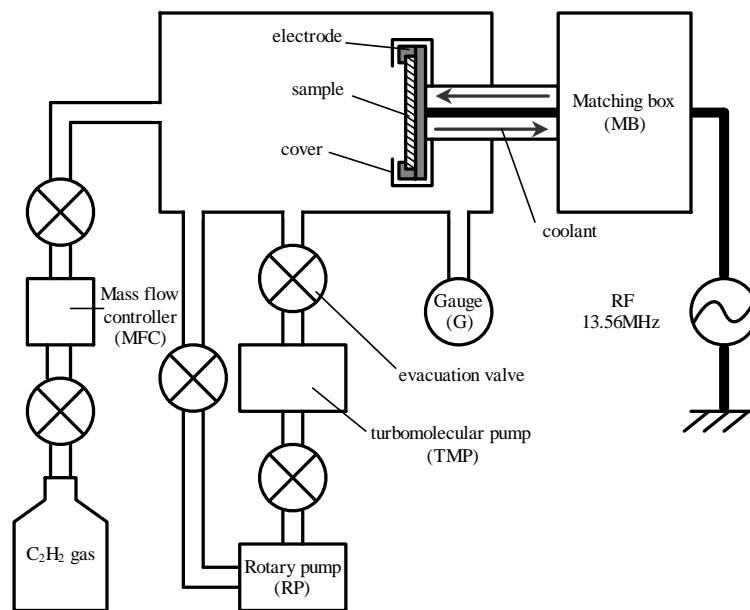 electrode
sample
cover
Matching box
(MB)
coolant
Mass flow
controller
(MFC)
Gauge
(G)
RF
13.56MHz
evacuation valve
turbomolecular pump
(TMP)
C₂H₂ gas
Rotary pump
(RP)